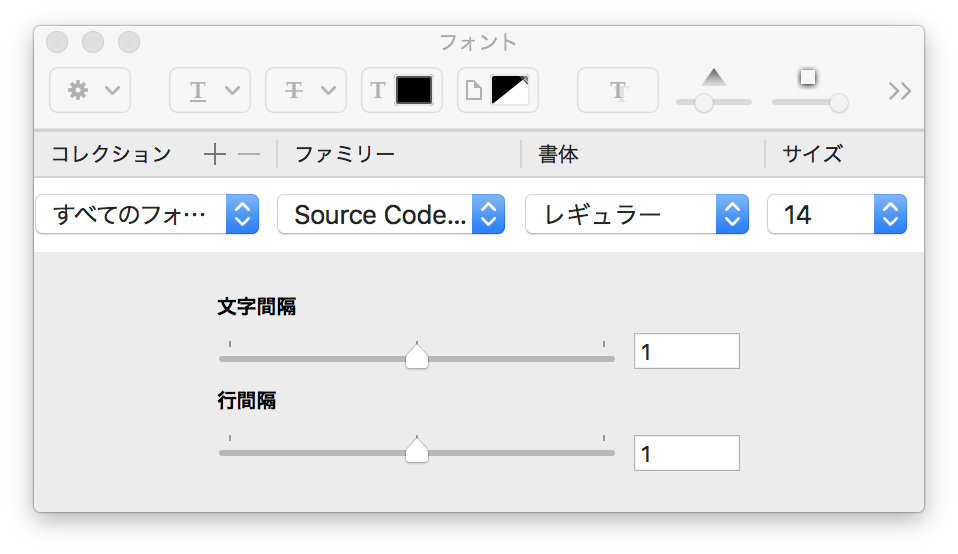 フォント
コレクション ファミリー 書体 サイズ
すべてのフォ… Source Code... レギュラー 14
文字間隔
1
行間隔
1